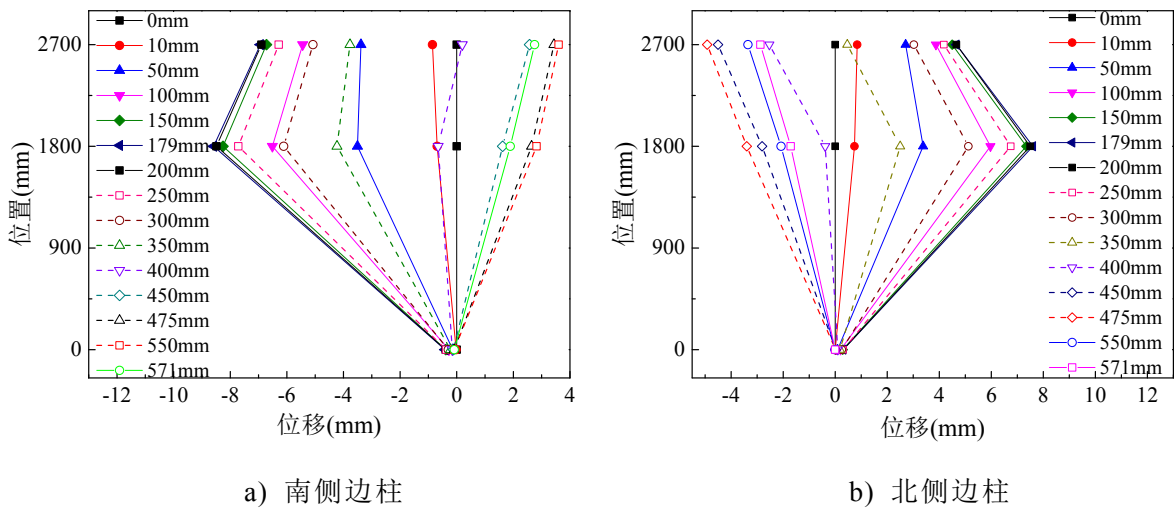 2700
1800
900
0
位置(mm)
0mm
10mm
50mm
100mm
150mm
179mm
200mm
250mm
300mm
350mm
400mm
450mm
475mm
550mm
571mm
-12 -10 -8 -6 -4 -2 0 2 4
位移(mm)
a) 南侧边柱
2700
1800
900
0
位置(mm)
0mm
10mm
50mm
100mm
150mm
179mm
200mm
250mm
300mm
350mm
400mm
450mm
475mm
550mm
571mm
-4 -2 0 2 4 6 8 10 12
位移(mm)
b) 北侧边柱